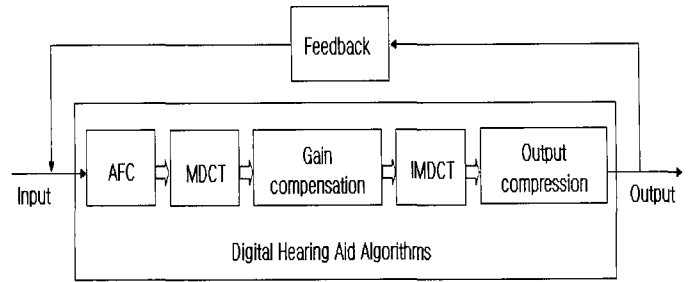 Feedback
AFC
MDCT
Gain
compensation
IMDCT
Output
compression
Input
Output
Digital Hearing Aid Algorithms